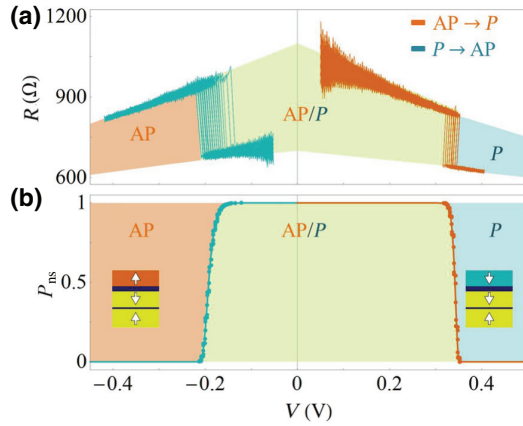 (a)
1200
AP → P
P → AP
R (Ω)
900
AP
AP/P
P
600
(b)
1
AP
AP/P
P
P_ns
0.5
0
−0.4
−0.2
0
0.2
0.4
V (V)